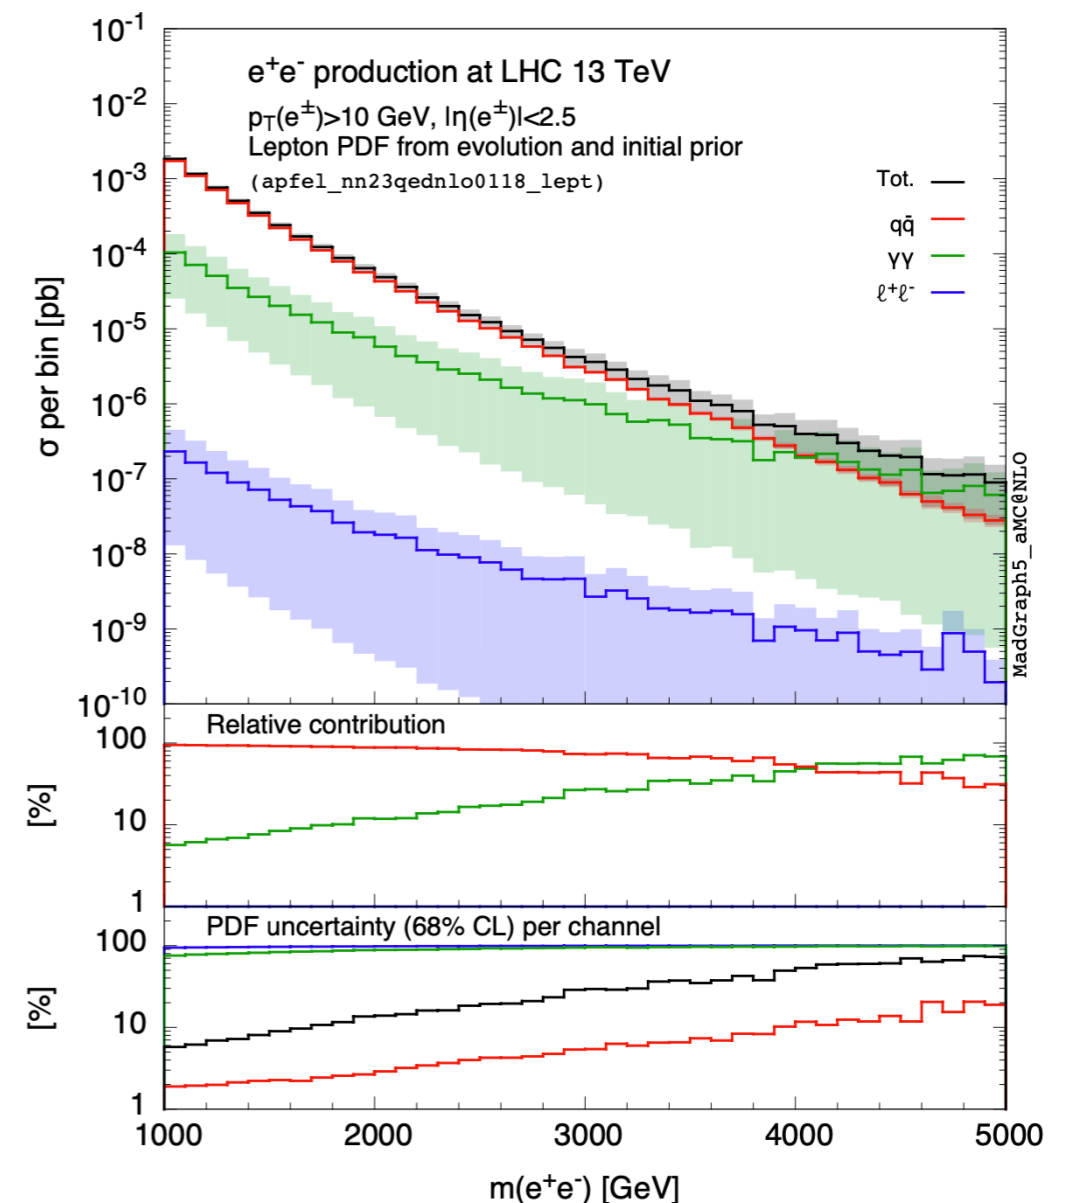 10⁻¹
e⁺e⁻ production at LHC 13 TeV
10⁻²
p_T(e^±)>10 GeV, |η(e^±)|<2.5
Lepton PDF from evolution and initial prior
(apfel_nn23qednlo0118_lept)
10⁻³
Tot.
qq̄
γγ
ℓ⁺ℓ⁻
10⁻⁴
σ per bin [pb]
10⁻⁵
10⁻⁶
10⁻⁷
10⁻⁸
10⁻⁹
10⁻¹⁰
MadGraph5_aMC@NLO
Relative contribution
100
[%]
10
1
PDF uncertainty (68% CL) per channel
100
[%]
10
1
1000 2000 3000 4000 5000
m(e⁺e⁻) [GeV]